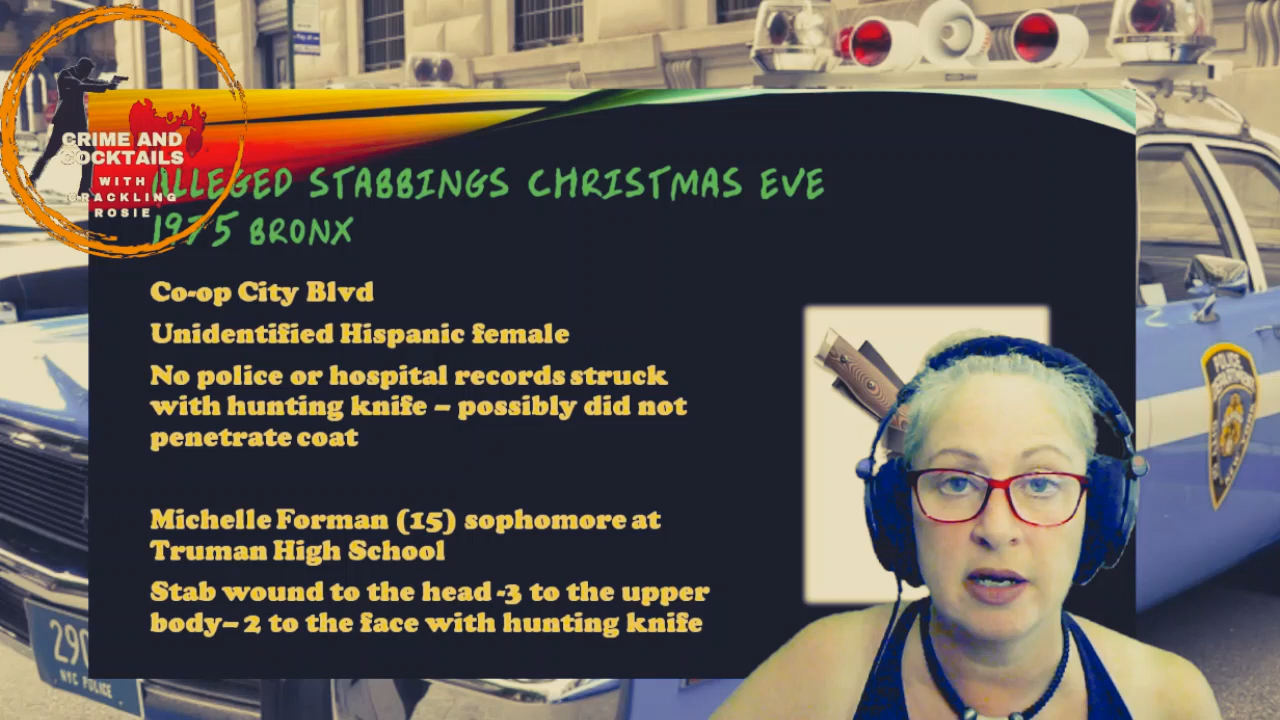 CRIME AND
COCKTAILS
WITH
CRACKLING
ROSIE
ALLEGED STABBINGS CHRISTMAS EVE
1975 BRONX
Co-op City Blvd
Unidentified Hispanic female
No police or hospital records struck
with hunting knife – possibly did not
penetrate coat
Michelle Forman (15) sophomore at
Truman High School
Stab wound to the head -3 to the upper
body– 2 to the face with hunting knife
POLICE
290
NYC POLICE